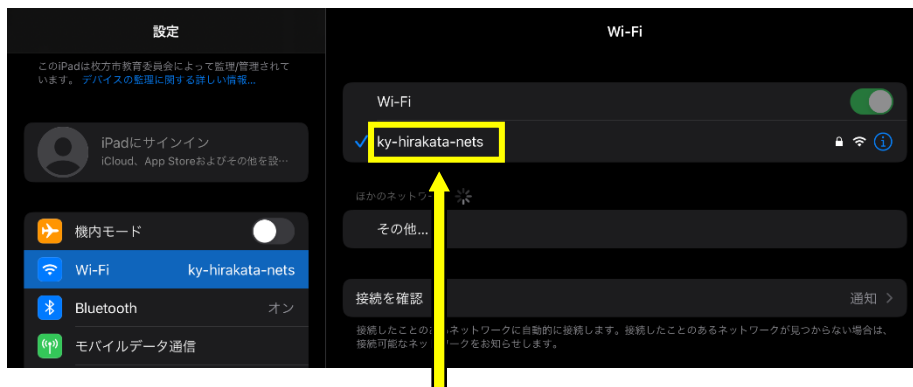 設定
このiPadは枚方市教育委員会によって監理/管理されて
います。デバイスの監理に関する詳しい情報...
iPadにサインイン
iCloud、App Storeおよびその他を設…
機内モード
Wi-Fi ky-hirakata-nets
Bluetooth オン
モバイルデータ通信
Wi-Fi
Wi-Fi
ky-hirakata-nets
ほかのネットワ
その他...
接続を確認 通知
接続したことの ネットワークに自動的に接続します。接続したことのあるネットワークが見つからない場合は、
接続可能なネッ ークをお知らせします。